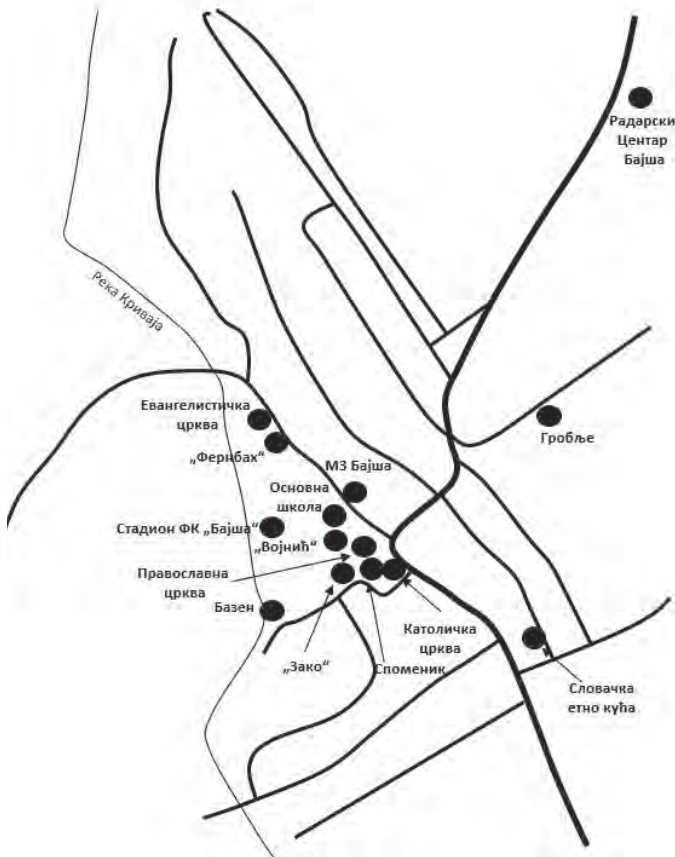 Радарски
Центар
Бајша
Река Криваја
Евангелистичка
црква
„Фернбах“
Гробље
МЗ Бајша
Основна
школа
Стадион ФК „Бајша“
„Војнић“
Православна
црква
Базен
Католичка
црква
„Зако“
Споменик
Словачка
етно кућа